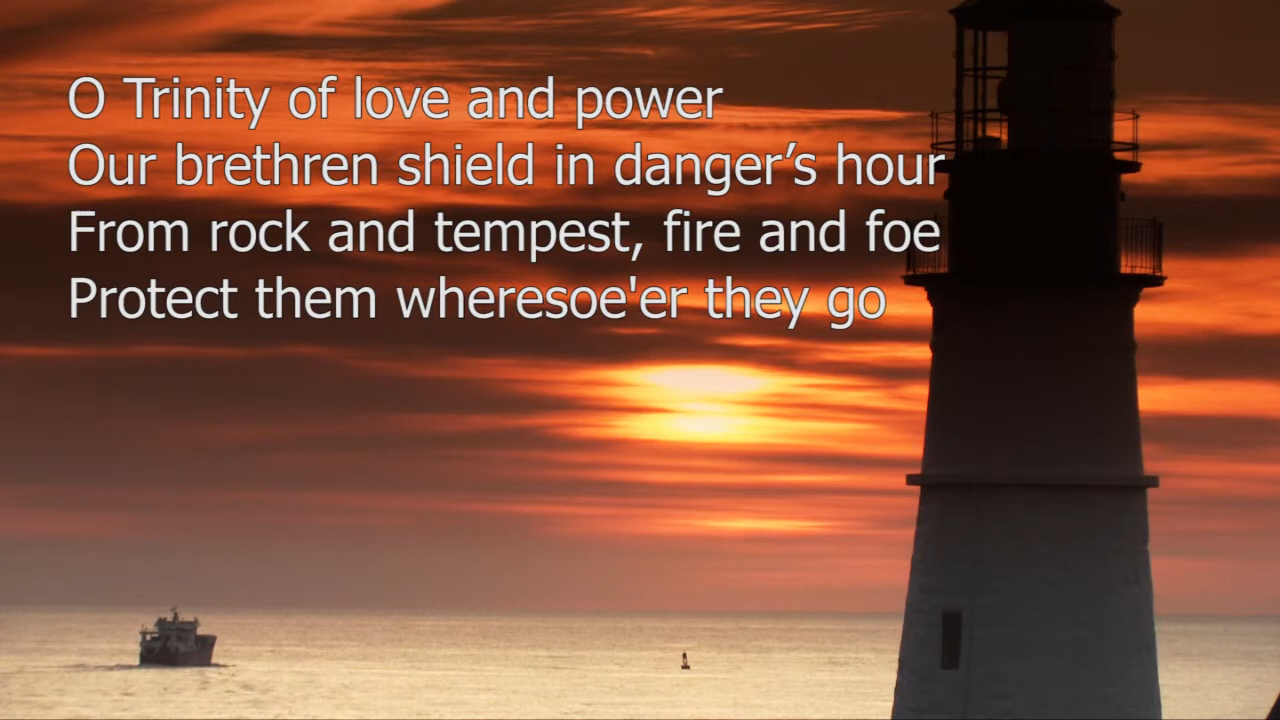 O Trinity of love and power
Our brethren shield in danger’s hour
From rock and tempest, fire and foe
Protect them wheresoe'er they go